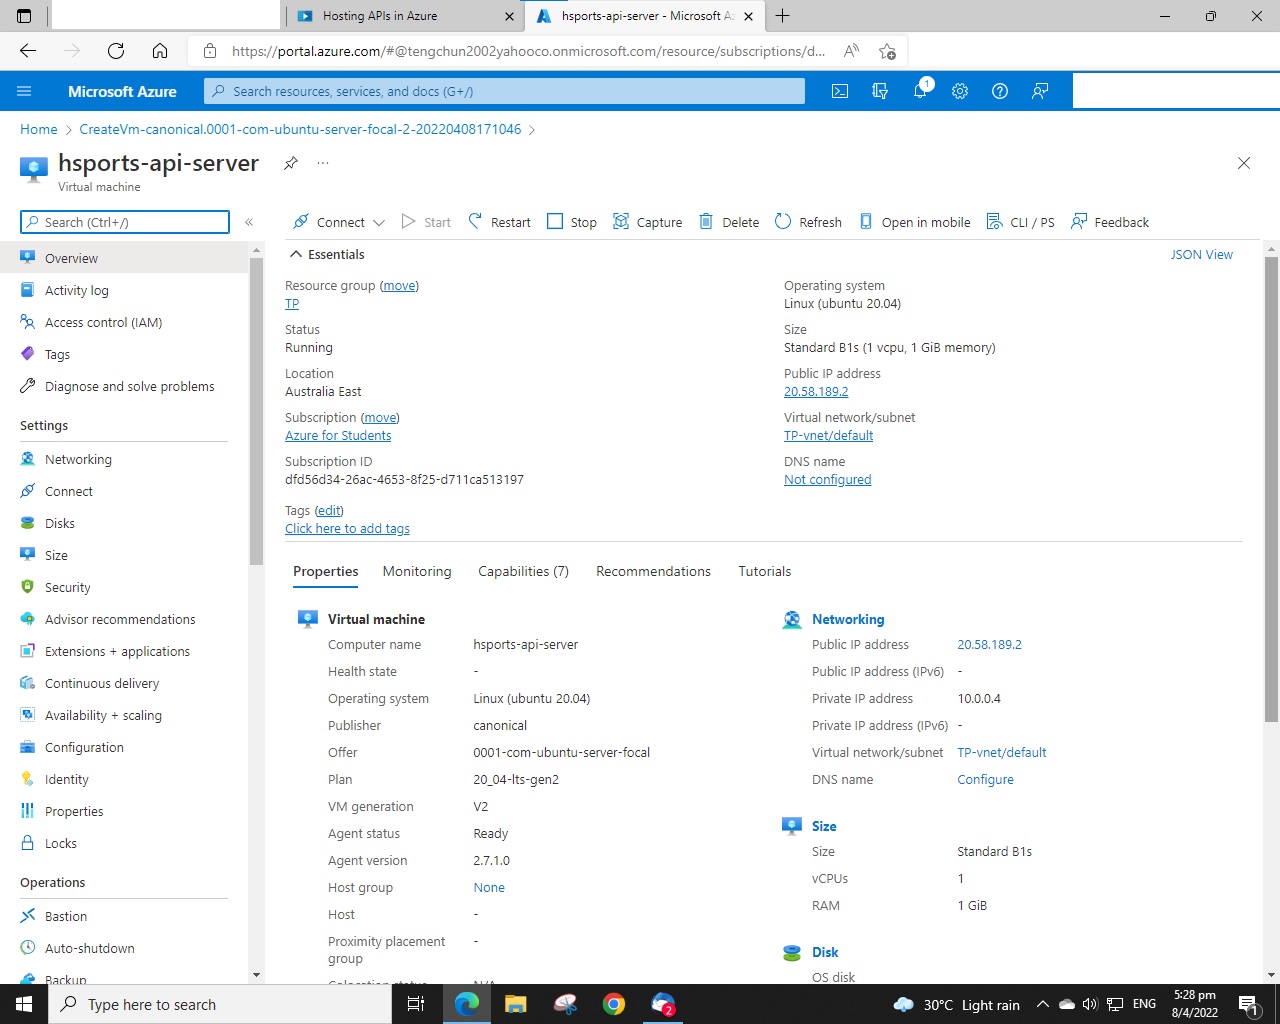 Hosting APIs in Azure
hsports-api-server - Microsoft Az
https://portal.azure.com/#@tengchun2002yahooco.onmicrosoft.com/resource/subscriptions/d...
Microsoft Azure
Search resources, services, and docs (G+/)
1
Home > CreateVm-canonical.0001-com-ubuntu-server-focal-2-20220408171046 >
hsports-api-server
...
Virtual machine
Search (Ctrl+/)
«
Connect
Start
Restart
Stop
Capture
Delete
Refresh
Open in mobile
CLI / PS
Feedback
Overview
Activity log
Access control (IAM)
Tags
Diagnose and solve problems
Settings
Networking
Connect
Disks
Size
Security
Advisor recommendations
Extensions + applications
Continuous delivery
Availability + scaling
Configuration
Identity
Properties
Locks
Operations
Bastion
Auto-shutdown
Backup
Essentials
JSON View
Resource group (move)
TP
Status
Running
Location
Australia East
Subscription (move)
Azure for Students
Subscription ID
dfd56d34-26ac-4653-8f25-d711ca513197
Tags (edit)
Click here to add tags
Operating system
Linux (ubuntu 20.04)
Size
Standard B1s (1 vcpu, 1 GiB memory)
Public IP address
20.58.189.2
Virtual network/subnet
TP-vnet/default
DNS name
Not configured
Properties
Monitoring
Capabilities (7)
Recommendations
Tutorials
Virtual machine
Computer name hsports-api-server
Health state -
Operating system Linux (ubuntu 20.04)
Publisher canonical
Offer 0001-com-ubuntu-server-focal
Plan 20_04-lts-gen2
VM generation V2
Agent status Ready
Agent version 2.7.1.0
Host group None
Host -
Proximity placement group -
Colocation status N/A
Networking
Public IP address 20.58.189.2
Public IP address (IPv6) -
Private IP address 10.0.0.4
Private IP address (IPv6) -
Virtual network/subnet TP-vnet/default
DNS name Configure
Size
Size Standard B1s
vCPUs 1
RAM 1 GiB
Disk
OS disk
Type here to search
2
30°C Light rain
ENG
5:28 pm
8/4/2022
1